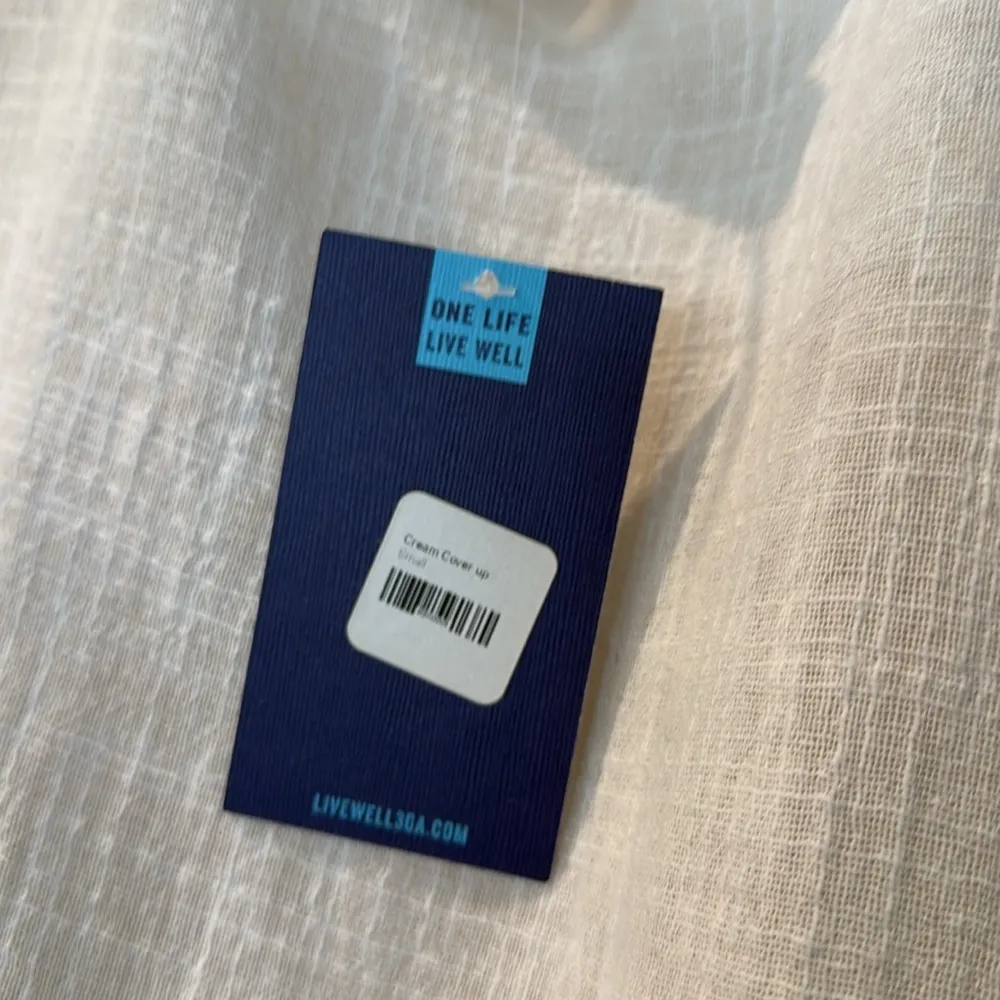 ONE LIFE
LIVE WELL
Cream Cover up
Small
LIVEWELL30A.COM